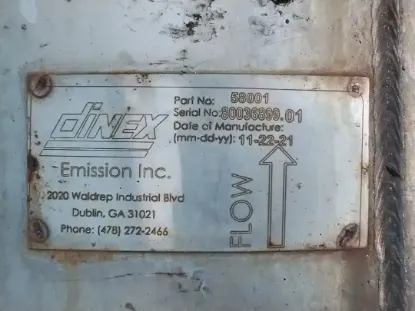 DINEX
Emission Inc.
2020 Waldrep Industrial Blvd
Dublin, GA 31021
Phone: (478) 272-2466
Part No: 58001
Serial No: 80036899.01
Date of Manufacture:
(mm-dd-yy): 11-22-21
FLOW